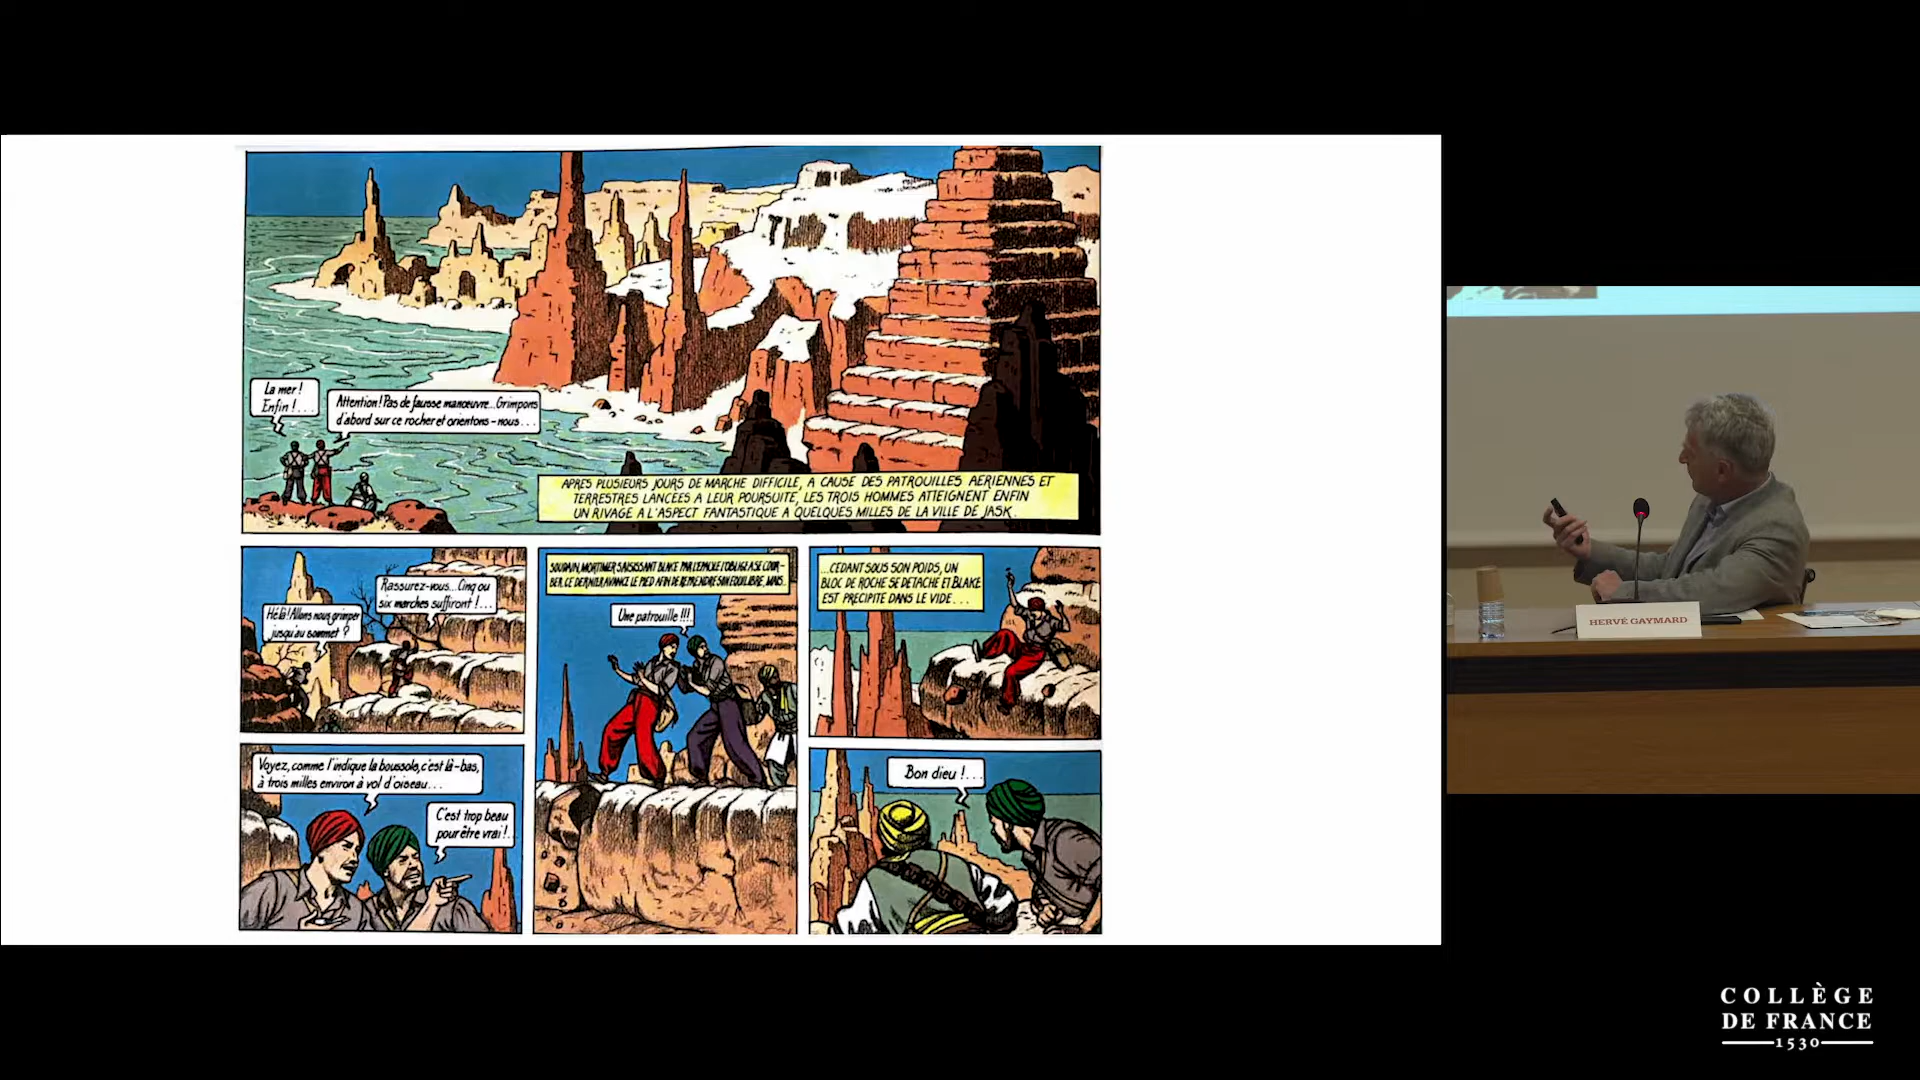 La mer !
Enfin !...
Attention ! Pas de fausse manœuvre... Grimpons
d'abord sur ce rocher et orientons-nous...
APRES PLUSIEURS JOURS DE MARCHE DIFFICILE, A CAUSE DES PATROUILLES AERIENNES ET
TERRESTRES LANCEES A LEUR POURSUITE, LES TROIS HOMMES ATTEIGNENT ENFIN
UN RIVAGE A L'ASPECT FANTASTIQUE A QUELQUES MILLES DE LA VILLE DE JASK.
Hé là ! Allons nous grimper
jusqu'au sommet ?
Rassurez-vous... Cinq ou
six marches suffiront !...
Voyez, comme l'indique la boussole, c'est là-bas,
à trois milles environ à vol d'oiseau...
C'est trop beau
pour être vrai !
SOUDAIN, MORTIMER SAISISSANT BLAKE PAR L'EPAULE L'OBLIGE A SE COUR-
BER. CE DERNIER AVANCE LE PIED AFIN DE REPRENDRE SON EQUILIBRE, MAIS...
Une patrouille !!!
...CEDANT SOUS SON POIDS, UN
BLOC DE ROCHE SE DETACHE ET BLAKE
EST PRECIPITE DANS LE VIDE...
Bon dieu !...
HERVÉ GAYMARD
COLLÈGE
DE FRANCE
1530